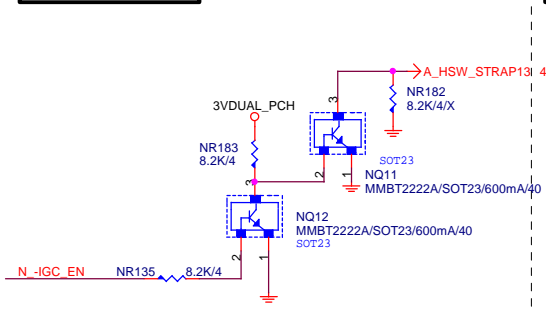 A_HSW_STRAP13 4
3
NR182
8.2K/4/X
3VDUAL_PCH
NR183
8.2K/4
SOT23
2
1
NQ11
MMBT2222A/SOT23/600mA/40
3
NQ12
MMBT2222A/SOT23/600mA/40
SOT23
2
1
N_-IGC_EN
NR135
8.2K/4